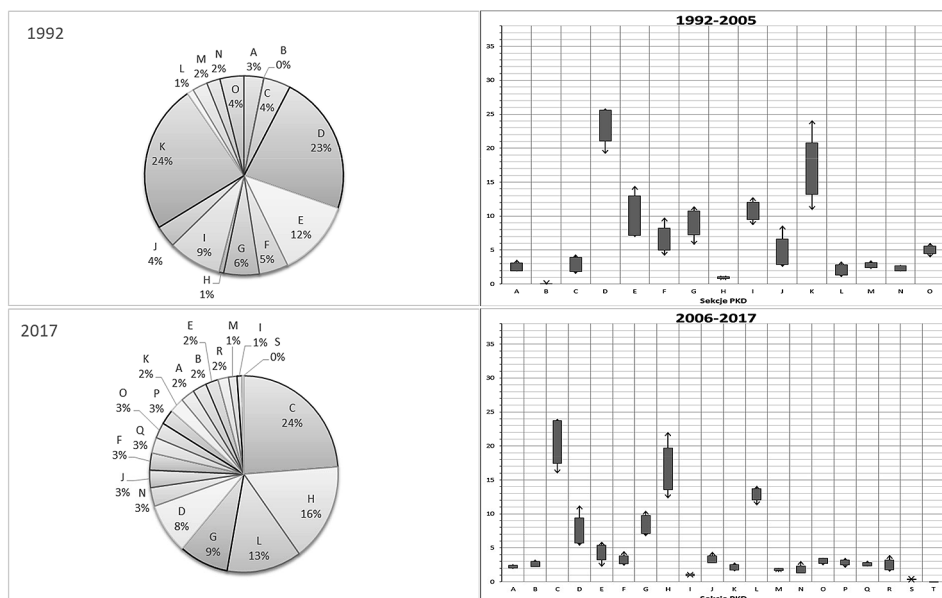 1992
A
3%
B
0%
C
4%
D
23%
E
12%
F
5%
G
6%
H
1%
I
9%
J
4%
K
24%
L
1%
M
2%
N
2%
O
4%
1992-2005
35
30
25
20
15
10
5
0
A B C D E F G H I J K L M N O
Sekcje PKD
2017
C
24%
H
16%
L
13%
G
9%
D
8%
N
3%
J
3%
F
3%
Q
3%
O
3%
P
3%
K
2%
A
2%
B
2%
E
2%
R
2%
M
1%
I
1%
S
0%
2006-2017
35
30
25
20
15
10
5
0
A B C D E F G H I J K L M N O P Q R S T
Sekcje PKD